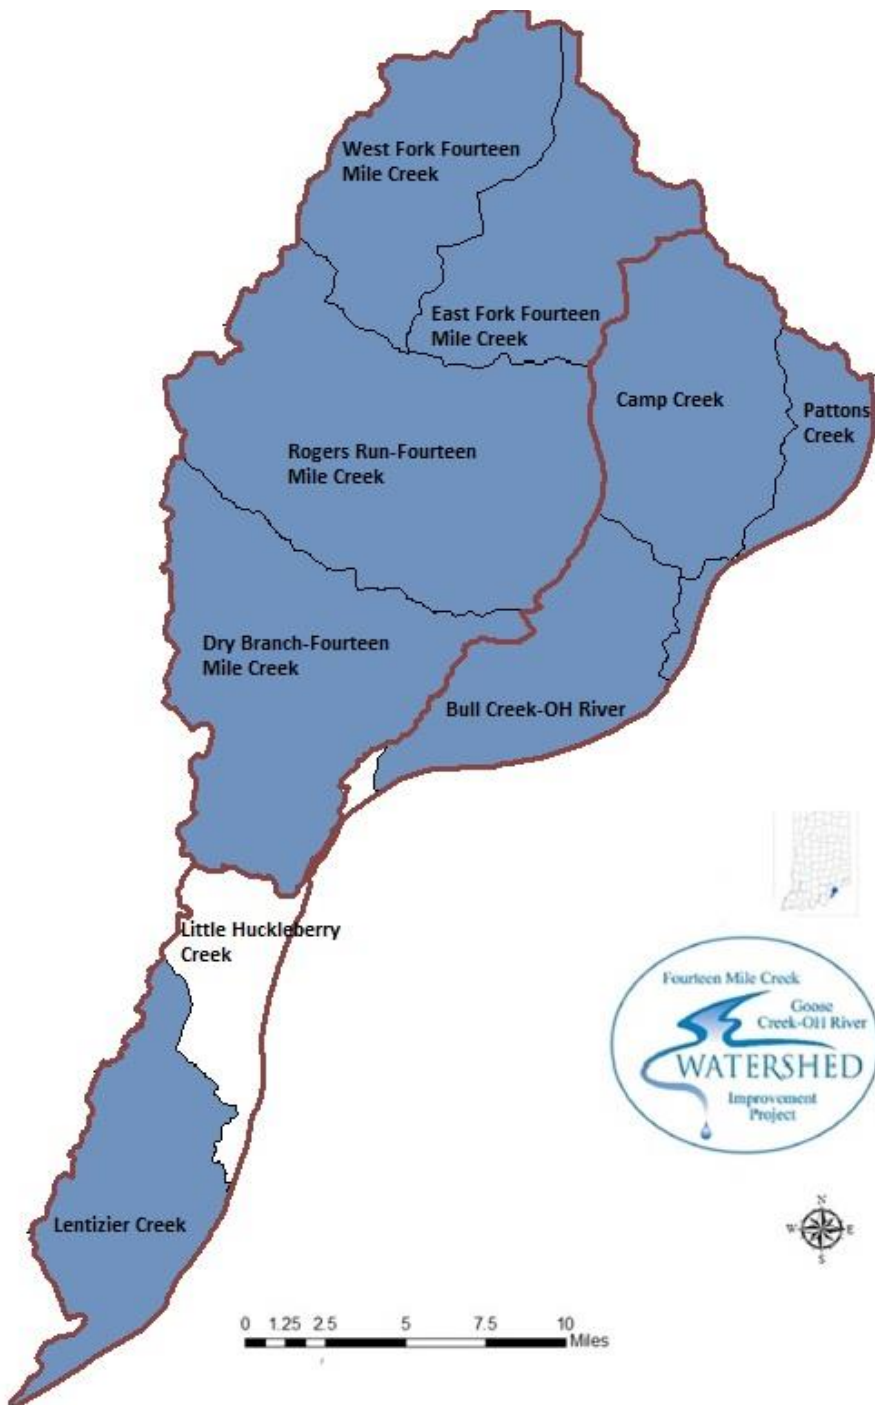 West Fork Fourteen
Mile Creek
East Fork Fourteen
Mile Creek
Camp Creek
Pattons
Creek
Rogers Run-Fourteen
Mile Creek
Dry Branch-Fourteen
Mile Creek
Bull Creek-OH River
Little Huckleberry
Creek
Fourteen Mile Creek
Goose
Creek-OH River
WATERSHED
Improvement
Project
N
W E
S
Lentizier Creek
0 1.25 2.5 5 7.5 10
Miles